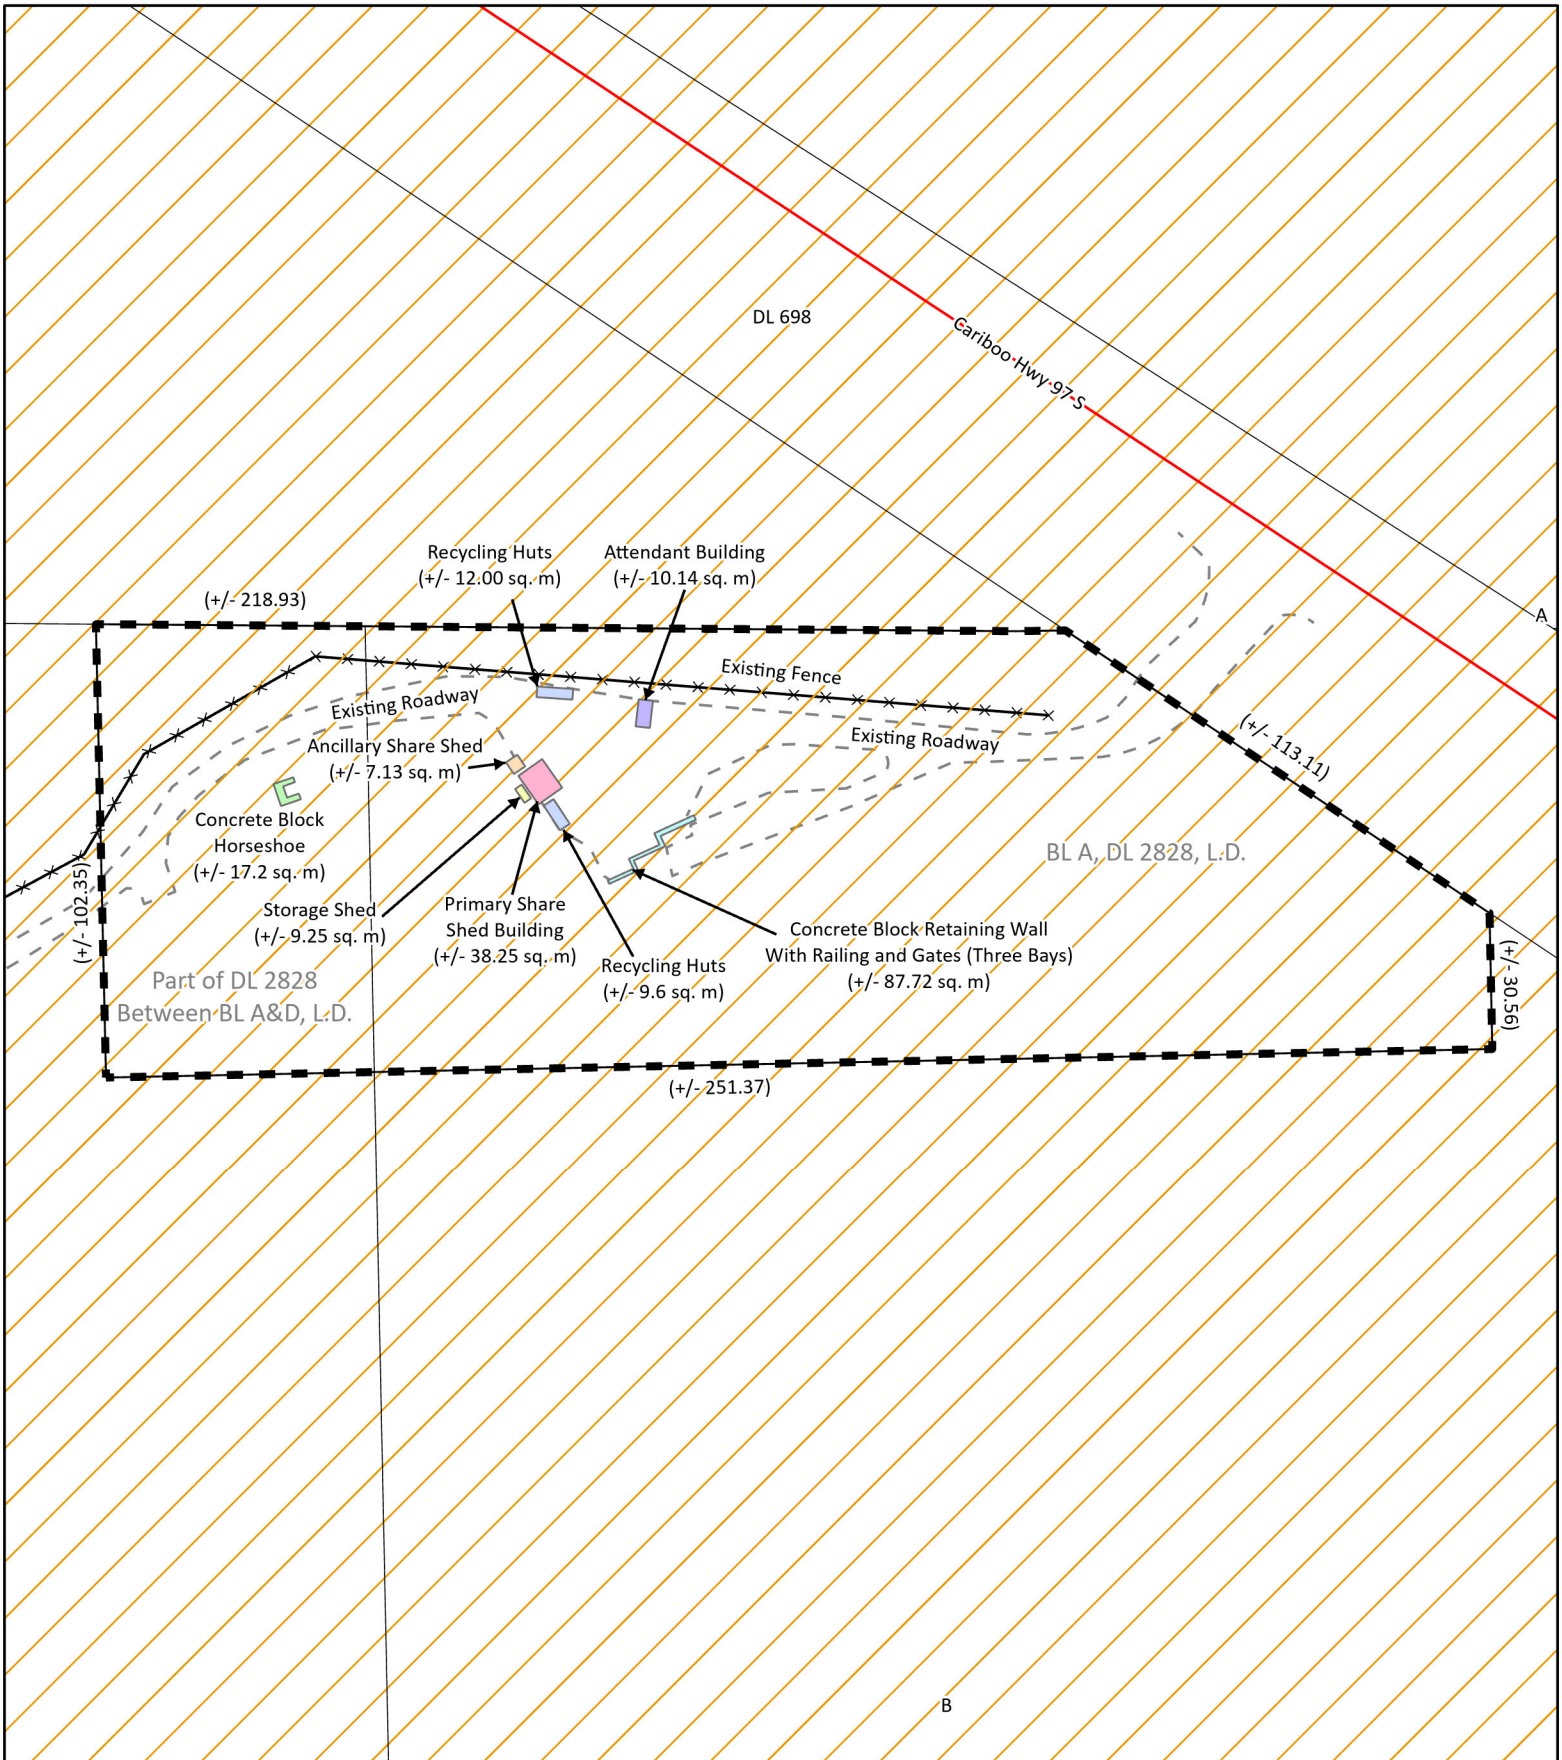 DL 698
Cariboo Hwy 97 S
A
Recycling Huts
(+/- 12.00 sq. m)
Attendant Building
(+/- 10.14 sq. m)
(+/- 218.93)
Existing Fence
Existing Roadway
Existing Roadway
(+/- 113.11)
Ancillary Share Shed
(+/- 7.13 sq. m)
Concrete Block
Horseshoe
(+/- 17.2 sq. m)
BL A, DL 2828, L.D.
(+/- 102.35)
Storage Shed
(+/- 9.25 sq. m)
Primary Share
Shed Building
(+/- 38.25 sq. m)
Recycling Huts
(+/- 9.6 sq. m)
Concrete Block Retaining Wall
With Railing and Gates (Three Bays)
(+/- 87.72 sq. m)
(+/- 30.56)
Part of DL 2828
Between BL A&D, L.D.
(+/- 251.37)
B